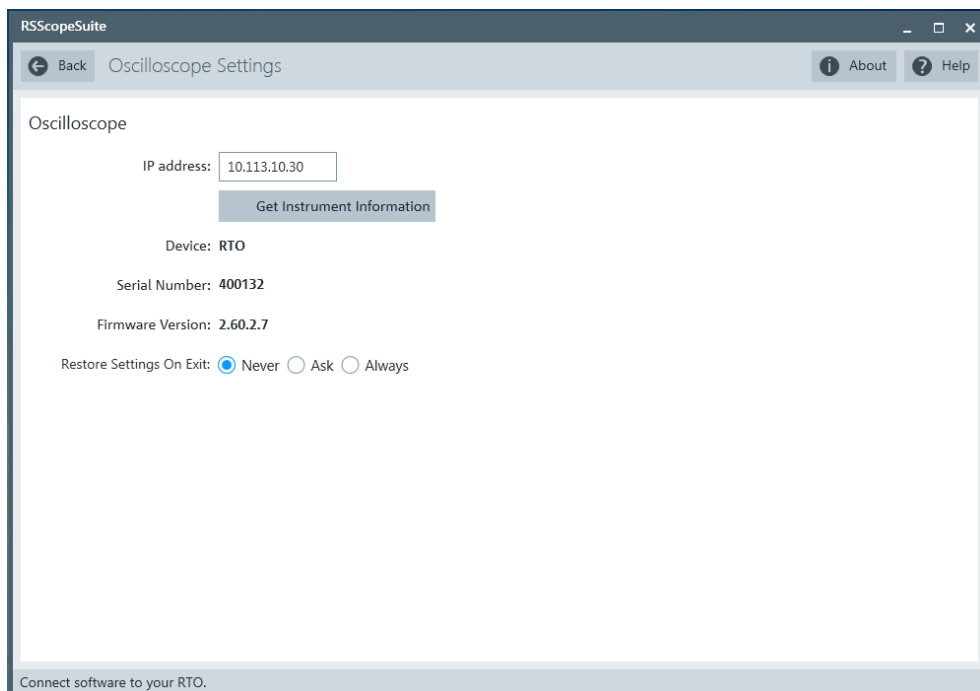 RSScopeSuite
Back Oscilloscope Settings About Help
Oscilloscope
IP address: 10.113.10.30
Get Instrument Information
Device: RTO
Serial Number: 400132
Firmware Version: 2.60.2.7
Restore Settings On Exit: Never Ask Always
Connect software to your RTO.